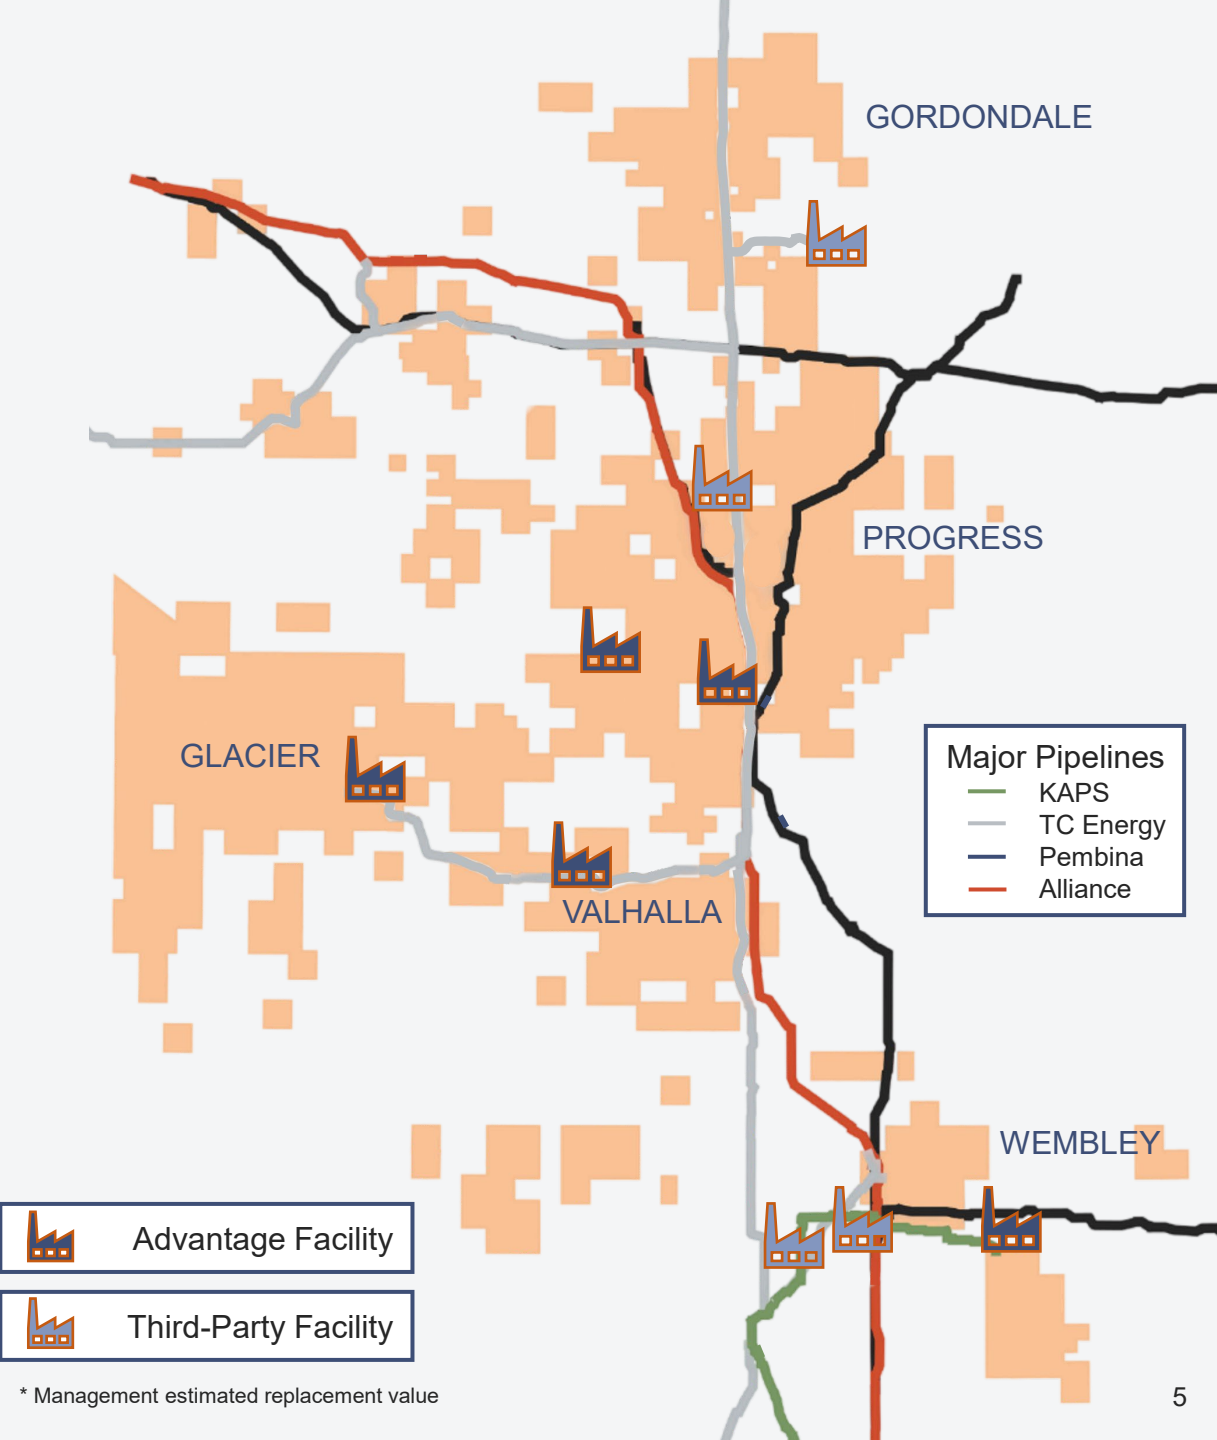 GORDONDALE
PROGRESS
GLACIER
Major Pipelines
KAPS
TC Energy
Pembina
Alliance
VALHALLA
WEMBLEY
Advantage Facility
Third-Party Facility
* Management estimated replacement value
5